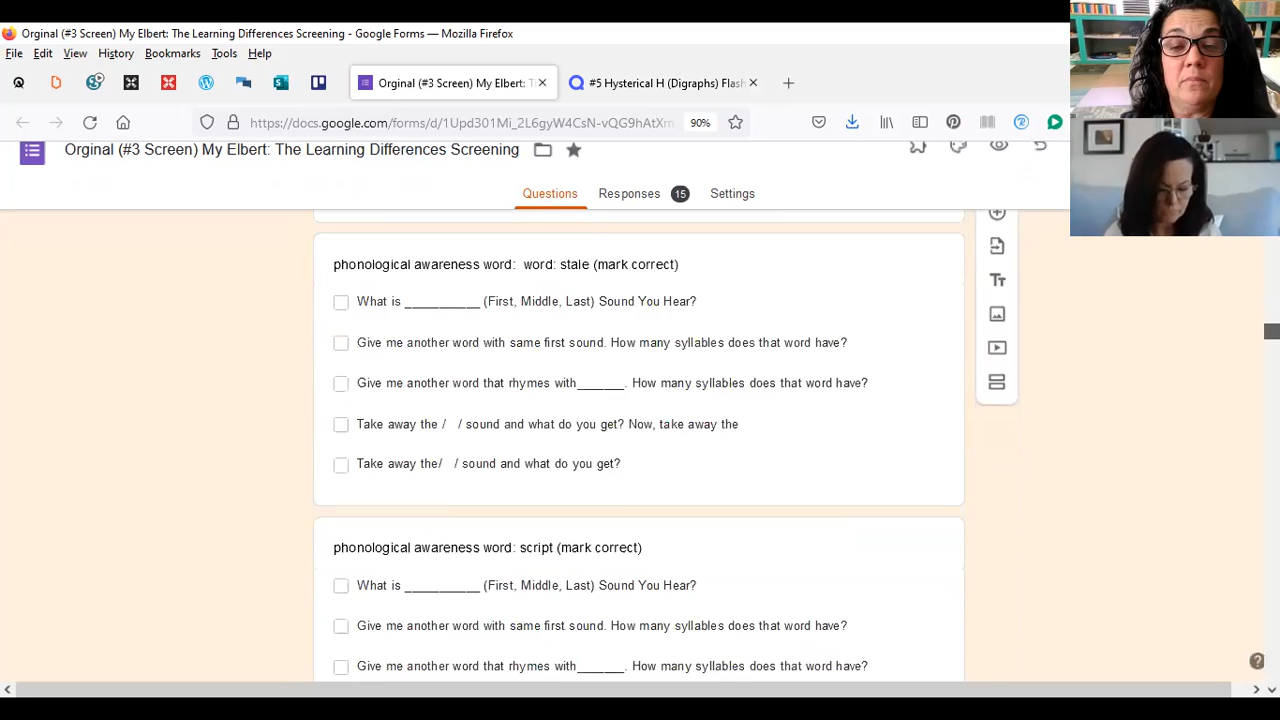 Orginal (#3 Screen) My Elbert: The Learning Differences Screening - Google Forms — Mozilla Firefox
File Edit View History Bookmarks Tools Help
Orginal (#3 Screen) My Elbert: T
#5 Hysterical H (Digraphs) Flash
https://docs.google.com/forms/d/1Upd301Mi_2L6gyW4CsN-vQG9hAtXm
90%
Orginal (#3 Screen) My Elbert: The Learning Differences Screening
Questions Responses 15 Settings
phonological awareness word: word: stale (mark correct)
What is ___________ (First, Middle, Last) Sound You Hear?
Give me another word with same first sound. How many syllables does that word have?
Give me another word that rhymes with_______. How many syllables does that word have?
Take away the / / sound and what do you get? Now, take away the
Take away the/ / sound and what do you get?
phonological awareness word: script (mark correct)
What is ___________ (First, Middle, Last) Sound You Hear?
Give me another word with same first sound. How many syllables does that word have?
Give me another word that rhymes with_______. How many syllables does that word have?